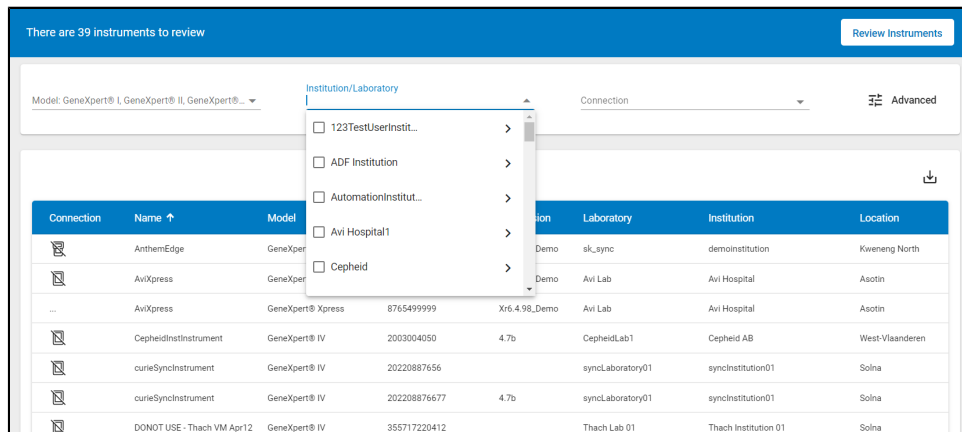 There are 39 instruments to review
Review Instruments
Model: GeneXpert® I, GeneXpert® II, GeneXpert®...
Institution/Laboratory
Connection
Advanced
123TestUserInstit...
ADF Institution
AutomationInstitut...
Avi Hospital1
Cepheid
Connection Name Model sion Laboratory Institution Location
AnthemEdge GeneXper Demo sk_sync demoinstitution Kweneng North
AviXpress GeneXper Demo Avi Lab Avi Hospital Asotin
... AviXpress GeneXpert® Xpress 8765499999 Xr6.4.98_Demo Avi Lab Avi Hospital Asotin
CepheidInstInstrument GeneXpert® IV 2003004050 4.7b CepheidLab1 Cepheid AB West-Vlaanderen
curieSyncInstrument GeneXpert® IV 20220887656 syncLaboratory01 syncInstitution01 Solna
curieSyncInstrument GeneXpert® IV 202208876677 4.7b syncLaboratory01 syncInstitution01 Solna
DONOT USE - Thach VM Apr12 GeneXpert® IV 355717220412 Thach Lab 01 Thach Institution 01 Solna